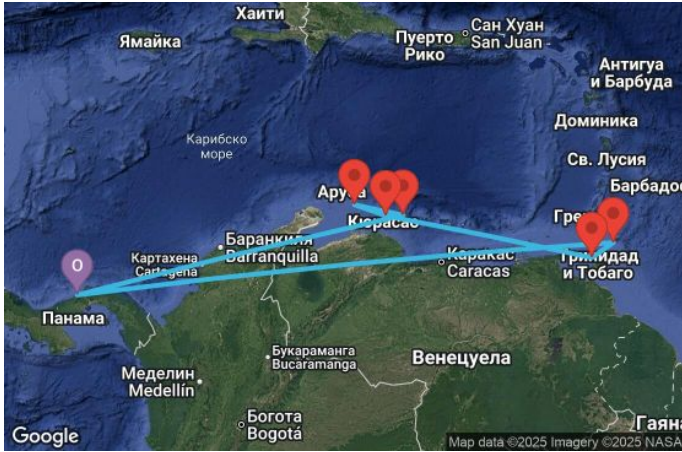 Хаити
Ямайка
Сан Хуан
San Juan
Пуерто
Рико
Антигуа
и Барбуда
Доминика
Карибско
море
Св. Лусия
Барбадос
Аруба
Кюрасао
Баранкиля
Barranquilla
Картахена
Cartagena
Каракас
Caracas
Тринидад
и Тобаго
O
Панама
Букараманга
Bucaramanga
Венецуела
Меделин
Medellín
Богота
Bogotá
Гаяна
Google
Map data ©2025 Imagery ©2025 NASA